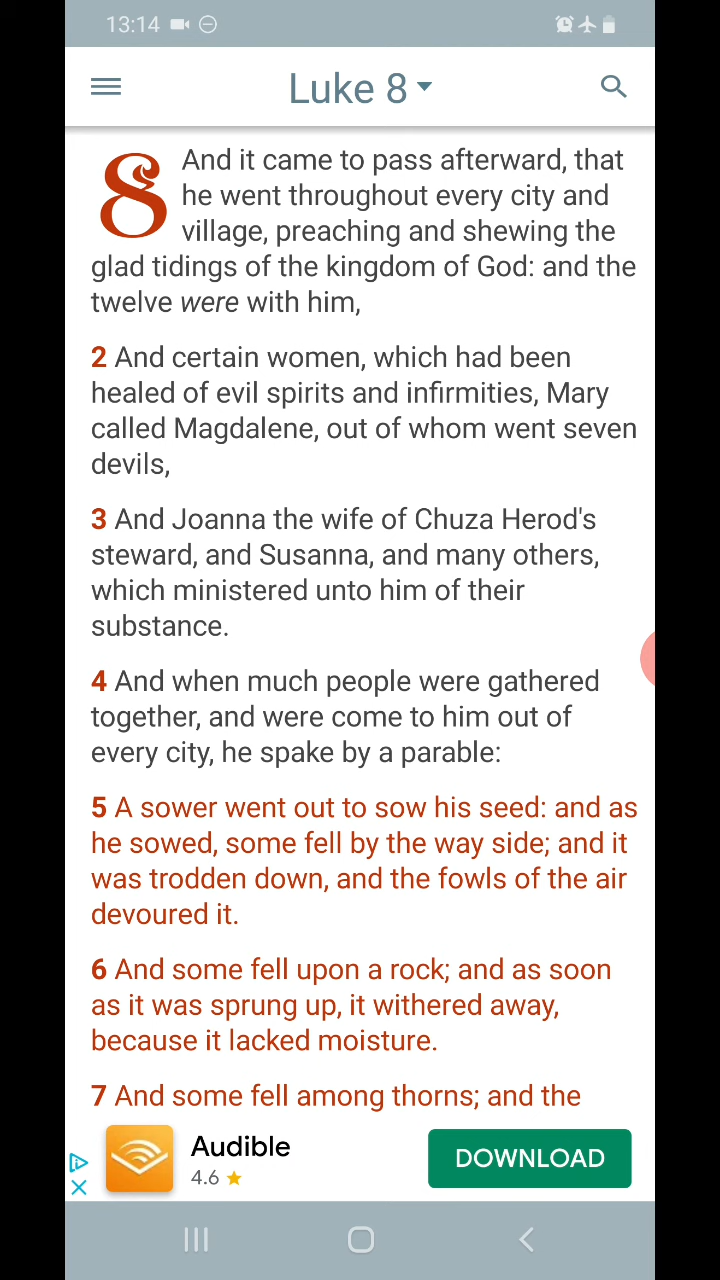 13:14
Luke 8
8 And it came to pass afterward, that
he went throughout every city and
village, preaching and shewing the
glad tidings of the kingdom of God: and the
twelve were with him,
2 And certain women, which had been
healed of evil spirits and infirmities, Mary
called Magdalene, out of whom went seven
devils,
3 And Joanna the wife of Chuza Herod's
steward, and Susanna, and many others,
which ministered unto him of their
substance.
4 And when much people were gathered
together, and were come to him out of
every city, he spake by a parable:
5 A sower went out to sow his seed: and as
he sowed, some fell by the way side; and it
was trodden down, and the fowls of the air
devoured it.
6 And some fell upon a rock; and as soon
as it was sprung up, it withered away,
because it lacked moisture.
7 And some fell among thorns; and the
Audible
4.6
DOWNLOAD